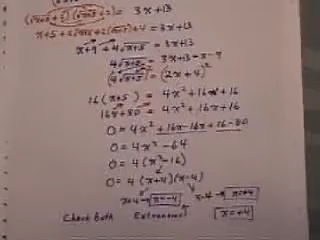 (√x+5 + 2)(√x+5 + 2) = 3x+13
x+5+2√x+5+2√x+5+4 = 3x+13
x+9 + 4√x+5 = 3x+13
4√x+5 = 3x+13-x-9
(4√x+5)² = (2x+4)²
16(x+5) = 4x²+16x+16
16x+80 = 4x²+16x+16
0 = 4x²+16x-16x+16-80
0 = 4x²-64
0 = 4(x²-16)
0 = 4(x+4)(x-4)
x+4→ x=-4 x-4→ x=+4
Check Both Extraneous x=+4